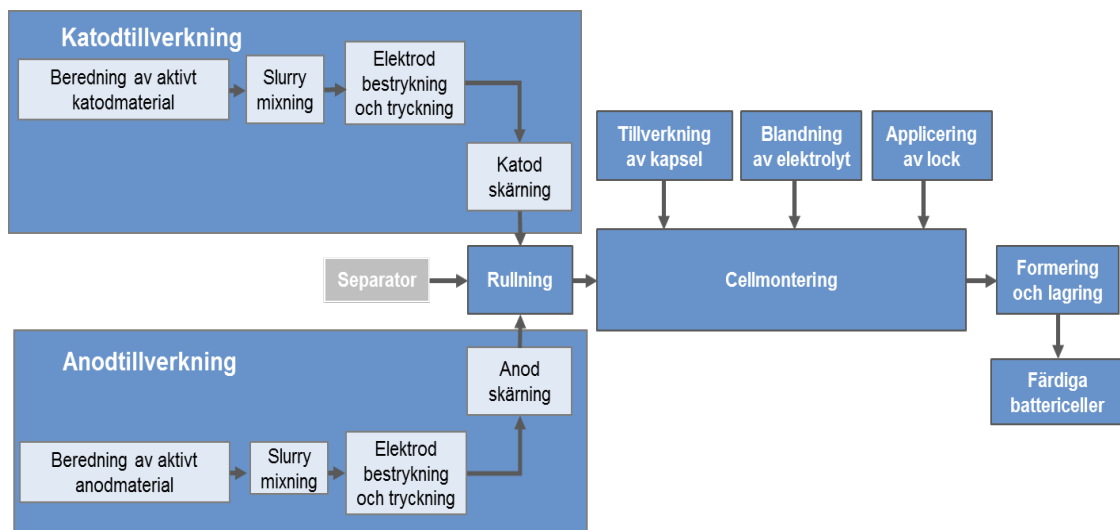 Katodtillverkning
Beredning av aktivt
katodmaterial
Slurry
mixning
Elektrod
bestrykning
och tryckning
Katod
skärning
Tillverkning
av kapsel
Blandning
av elektrolyt
Applicering
av lock
Separator
Rullning
Cellmontering
Formering
och lagring
Färdiga
battericeller
Anodtillverkning
Anod
skärning
Beredning av aktivt
anodmaterial
Slurry
mixning
Elektrod
bestrykning
och tryckning